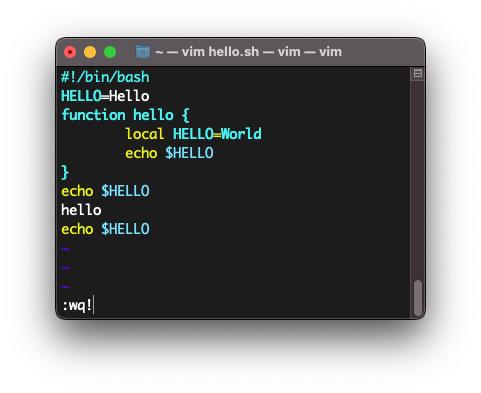 ~ — vim hello.sh — vim — vim
#!/bin/bash
HELLO=Hello
function hello {
        local HELLO=World
        echo $HELLO
}
echo $HELLO
hello
echo $HELLO
~
~
~
:wq!